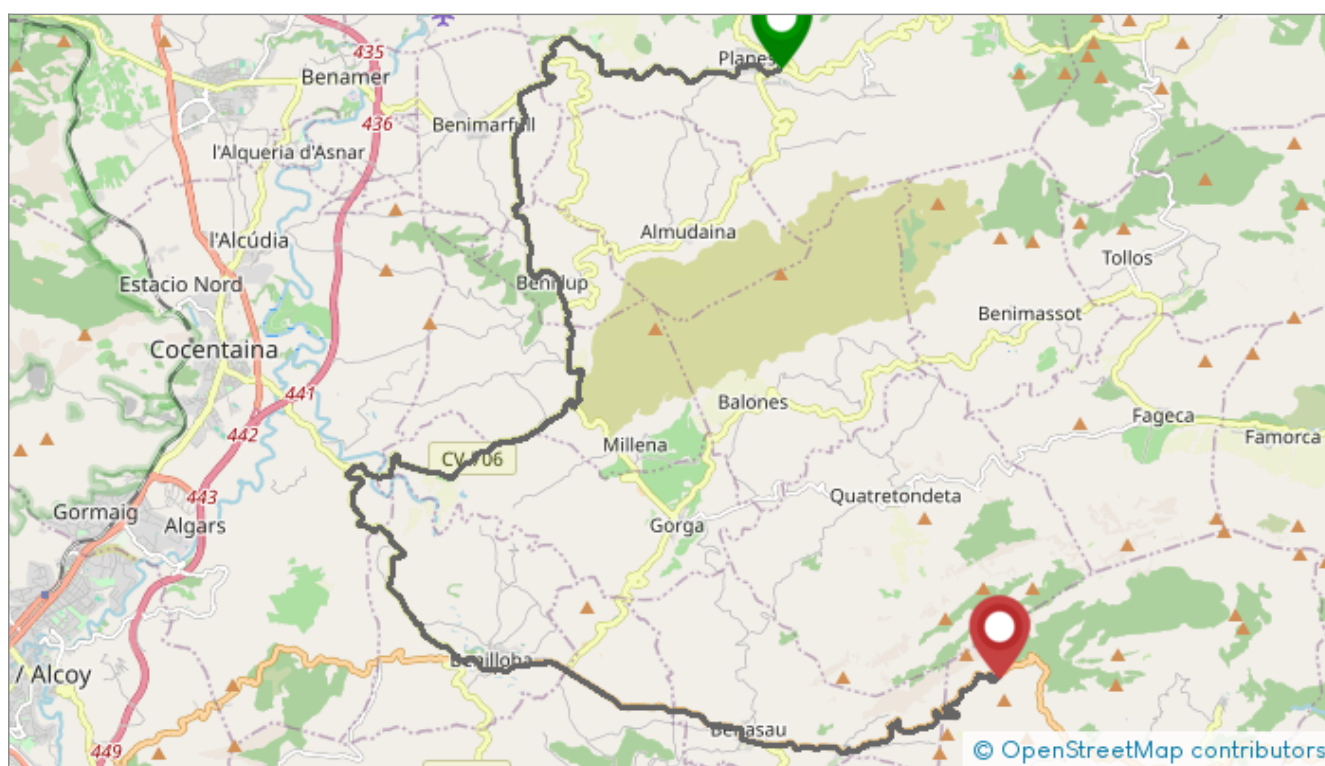 435
Planes
Benamer
436
Benimarfull
l'Alqueria d'Asnar
Almudaina
l'Alcúdia
Tollos
Estacio Nord
Benillup
Benimassot
Cocentaina
441
Balones
Fageca
442
Millena
Famorca
CV-706
443
Quatretondeta
Gormaig
Algars
Gorga
Benilloba
/ Alcoy
Benasau
449
© OpenStreetMap contributors